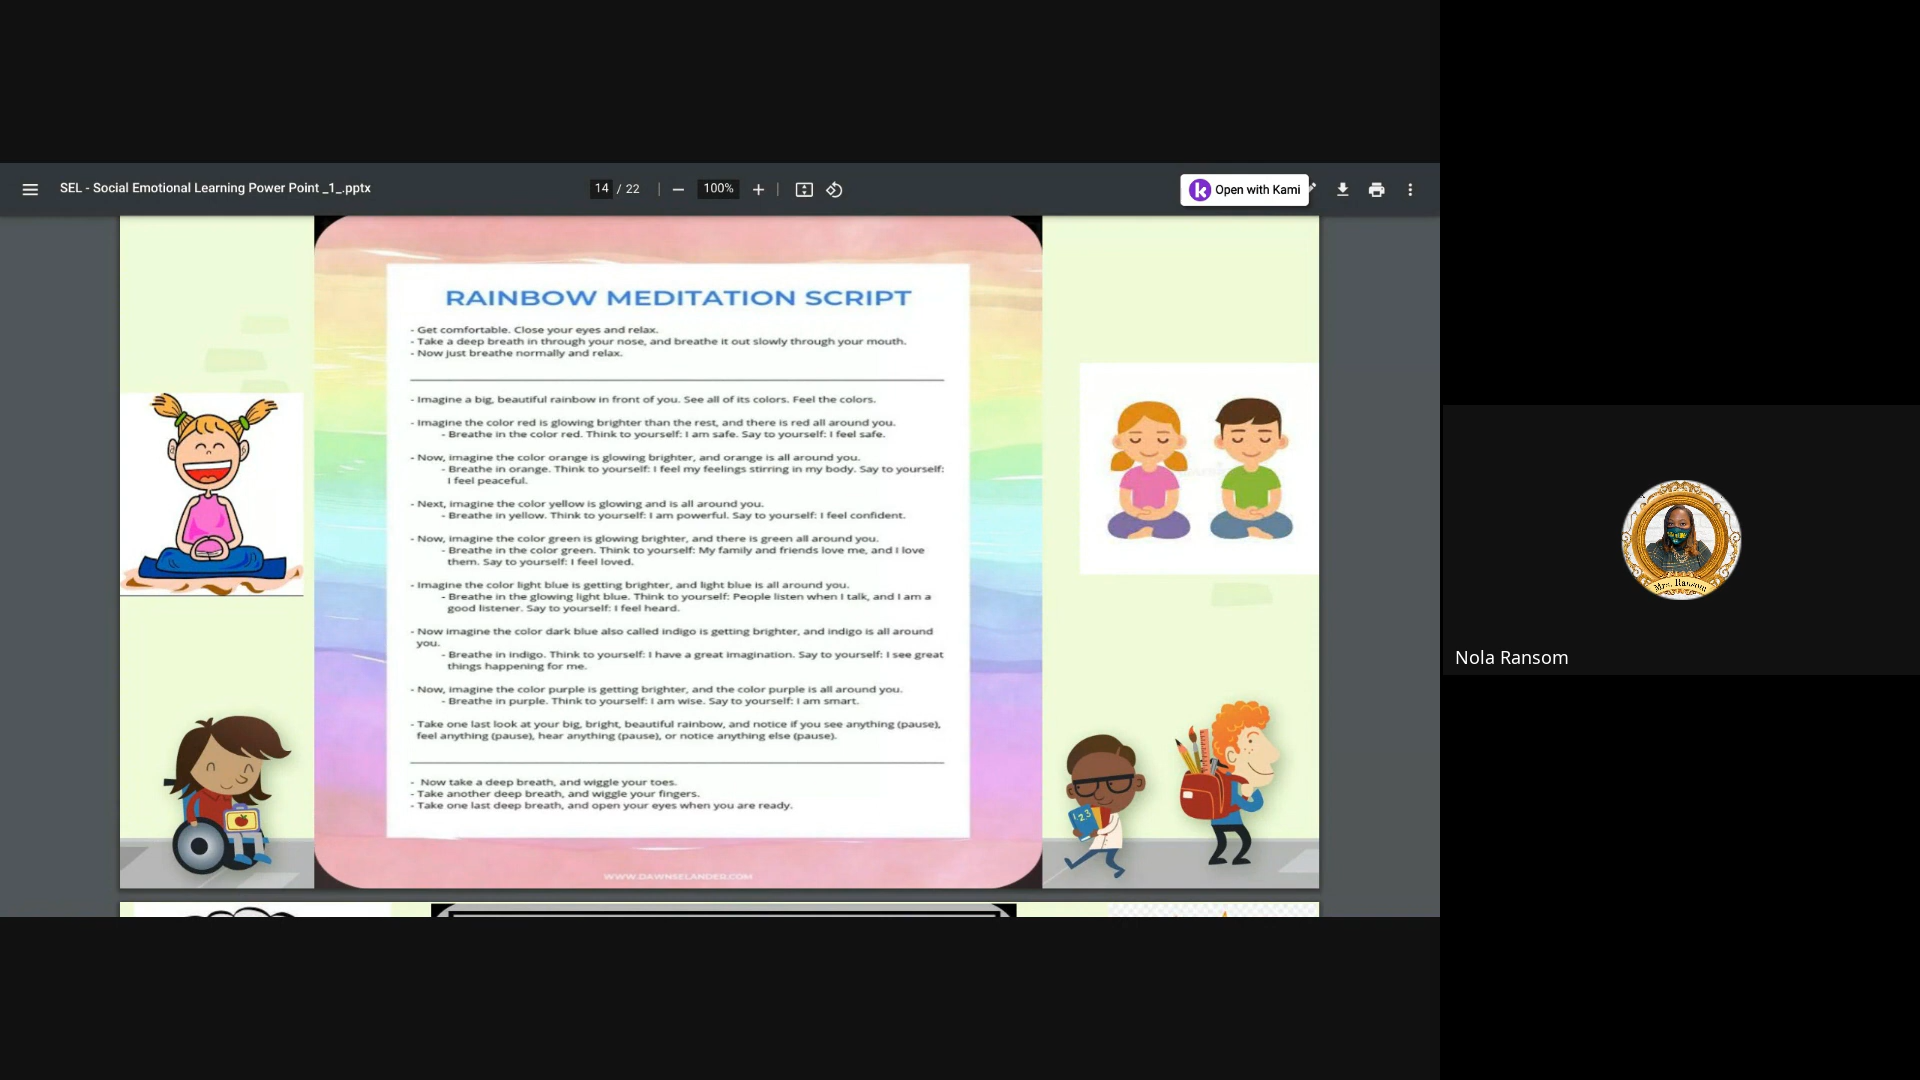 SEL - Social Emotional Learning Power Point _1_.pptx
14 / 22
100%
Open with Kami
RAINBOW MEDITATION SCRIPT
- Get comfortable. Close your eyes and relax.
- Take a deep breath in through your nose, and breathe it out slowly through your mouth.
- Now just breathe normally and relax.
- Imagine a big, beautiful rainbow in front of you. See all of its colors. Feel the colors.
- Imagine the color red is glowing brighter than the rest, and there is red all around you.
- Breathe in the color red. Think to yourself: I am safe. Say to yourself: I feel safe.
- Now, imagine the color orange is glowing brighter, and orange is all around you.
- Breathe in orange. Think to yourself: I feel my feelings stirring in my body. Say to yourself:
I feel peaceful.
- Next, imagine the color yellow is glowing and is all around you.
- Breathe in yellow. Think to yourself: I am powerful. Say to yourself: I feel confident.
- Now, imagine the color green is glowing brighter, and there is green all around you.
- Breathe in the color green. Think to yourself: My family and friends love me, and I love
them. Say to yourself: I feel loved.
- Imagine the color light blue is getting brighter, and light blue is all around you.
- Breathe in the glowing light blue. Think to yourself: People listen when I talk, and I am a
good listener. Say to yourself: I feel heard.
- Now imagine the color dark blue also called indigo is getting brighter, and indigo is all around
you.
- Breathe in indigo. Think to yourself: I have a great imagination. Say to yourself: I see great
things happening for me.
- Now, imagine the color purple is getting brighter, and the color purple is all around you.
- Breathe in purple. Think to yourself: I am wise. Say to yourself: I am smart.
- Take one last look at your big, bright, beautiful rainbow, and notice if you see anything (pause),
feel anything (pause), hear anything (pause), or notice anything else (pause).
- Now take a deep breath, and wiggle your toes.
- Take another deep breath, and wiggle your fingers.
- Take one last deep breath, and open your eyes when you are ready.
WWW.DAWNSELANDER.COM
1 2 3
Mrs. Ransom
Nola Ransom